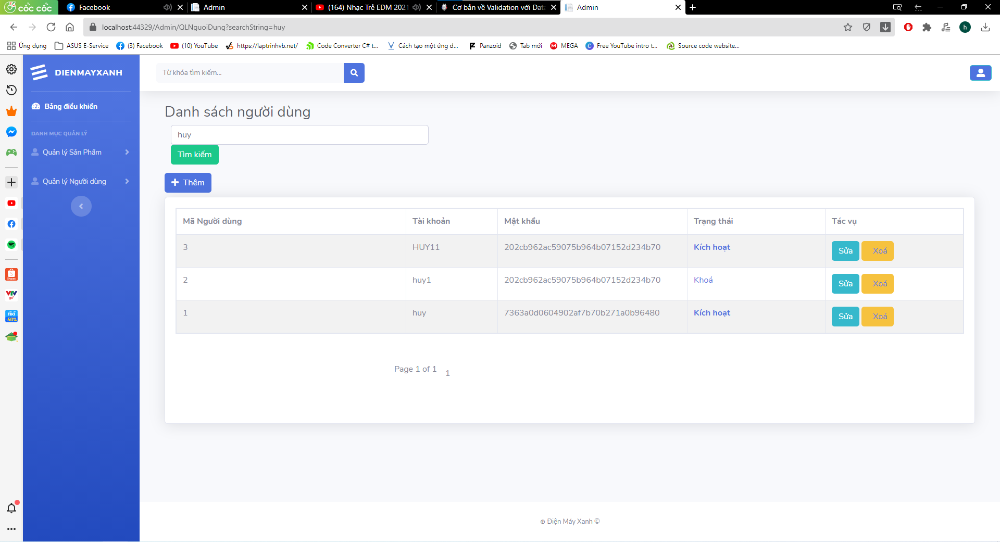 cốc cốc
Facebook
Admin
(164) Nhạc Trẻ EDM 2021
Cơ bản về Validation với Data
Admin
localhost:44329/Admin/QLNguoiDung?searchString=huy
h
Ứng dụng
ASUS E-Service
(3) Facebook
(10) YouTube
https://laptrinhvb.net/
Code Converter C# t...
Cách tạo một ứng d...
Panzoid
Tab mới
MEGA
Free YouTube intro t...
Source code website...
DIENMAYXANH
Từ khóa tìm kiếm...
Bảng điều khiển
DANH MỤC QUẢN LÝ
Quản lý Sản Phẩm
Quản lý Người dùng
Danh sách người dùng
huy
Tìm kiếm
Thêm
Mã Người dùng Tài khoản Mật khẩu Trạng thái Tác vụ
3 HUY11 202cb962ac59075b964b07152d234b70 Kích hoạt Sửa Xoá
2 huy1 202cb962ac59075b964b07152d234b70 Khoá Sửa Xoá
1 huy 7363a0d0604902af7b70b271a0b96480 Kích hoạt Sửa Xoá
Page 1 of 1
1
Shopee
VTV
go
TIKI
-50%
⊕ Điện Máy Xanh ©